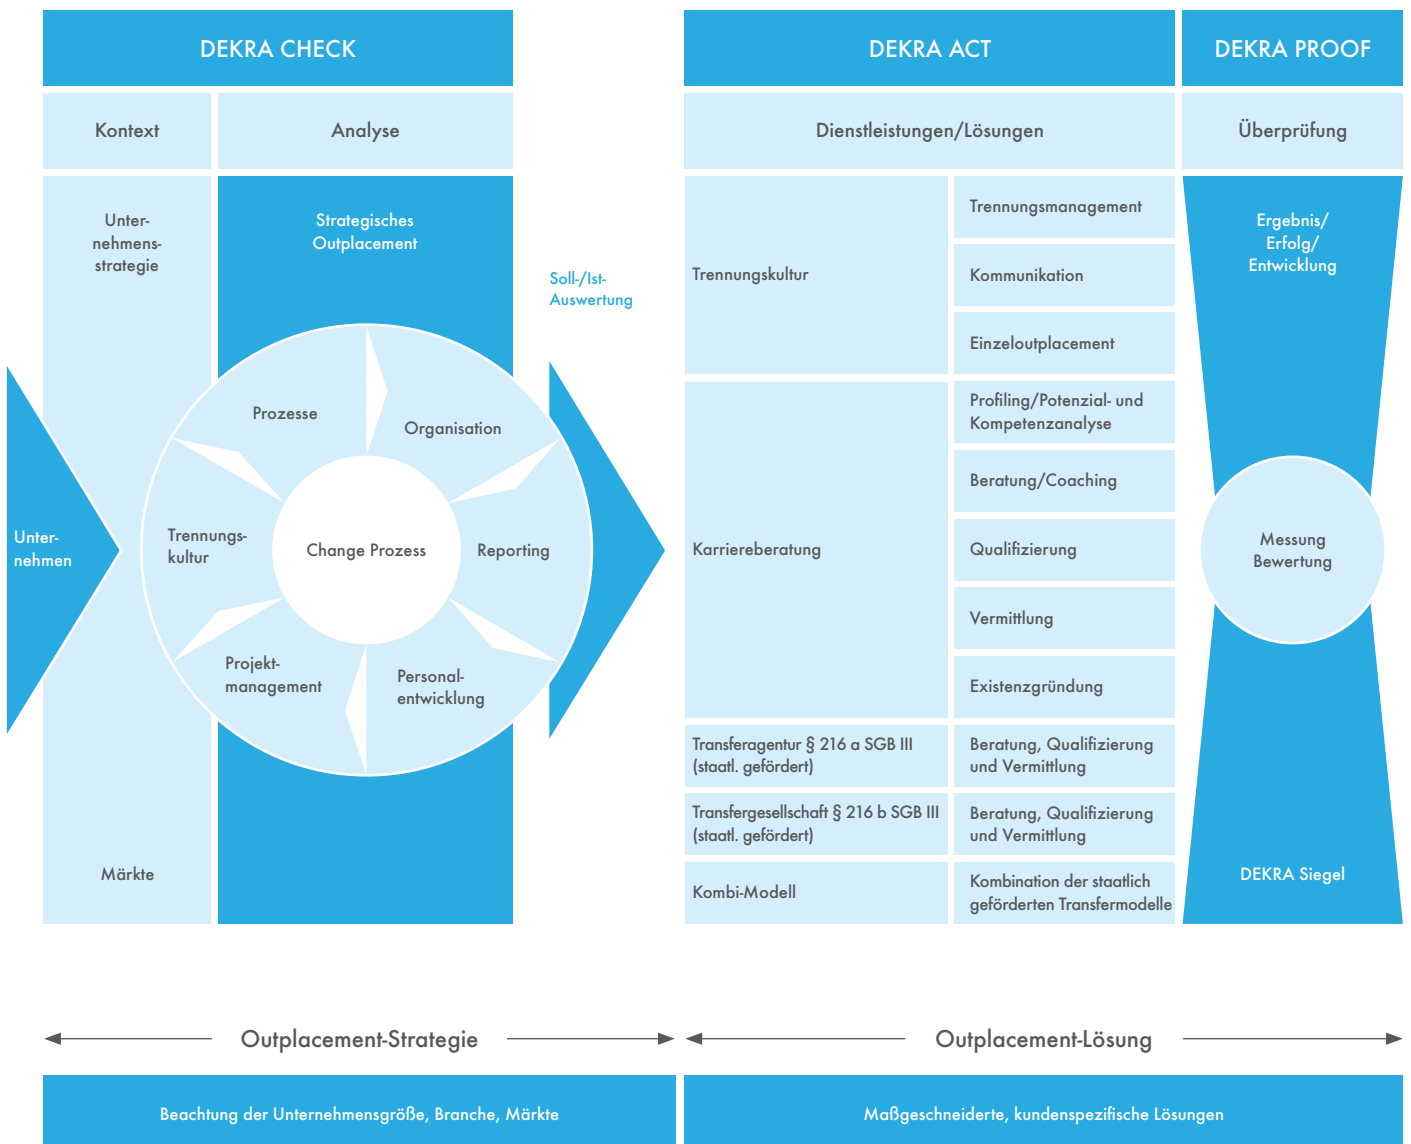 DEKRA CHECK
DEKRA ACT
DEKRA PROOF
Kontext
Analyse
Dienstleistungen/Lösungen
Überprüfung
Unter-
nehmens-
strategie
Strategisches
Outplacement
Soll-/Ist-
Auswertung
Unter-
nehmen
Prozesse
Organisation
Trennungs-
kultur
Change Prozess
Reporting
Projekt-
management
Personal-
entwicklung
Märkte
Trennungskultur
Trennungsmanagement
Kommunikation
Einzeloutplacement
Karriereberatung
Profiling/Potenzial- und
Kompetenzanalyse
Beratung/Coaching
Qualifizierung
Vermittlung
Existenzgründung
Transferagentur § 216 a SGB III
(staatl. gefördert)
Beratung, Qualifizierung
und Vermittlung
Transfergesellschaft § 216 b SGB III
(staatl. gefördert)
Beratung, Qualifizierung
und Vermittlung
Kombi-Modell
Kombination der staatlich
geförderten Transfermodelle
Ergebnis/
Erfolg/
Entwicklung
Messung
Bewertung
DEKRA Siegel
Outplacement-Strategie
Outplacement-Lösung
Beachtung der Unternehmensgröße, Branche, Märkte
Maßgeschneiderte, kundenspezifische Lösungen